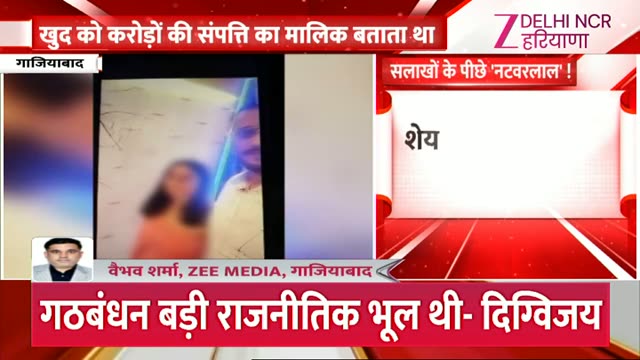 खुद को करोड़ों की संपत्ति का मालिक बताता था
Z DELHI NCR
हरियाणा
गाजियाबाद
सलाखों के पीछे 'नटवरलाल' !
शेय
वैभव शर्मा, ZEE MEDIA, गाजियाबाद
गठबंधन बड़ी राजनीतिक भूल थी- दिग्विजय